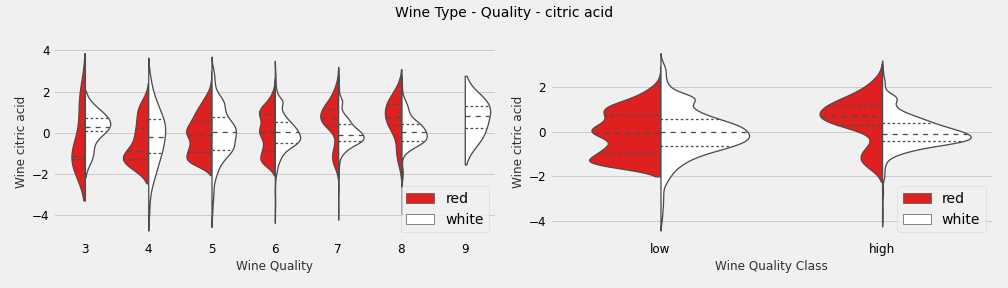 Wine Type - Quality - citric acid
Wine citric acid
4
2
0
−2
−4
3 4 5 6 7 8 9
Wine Quality
red
white
Wine citric acid
2
0
−2
−4
low high
Wine Quality Class
red
white